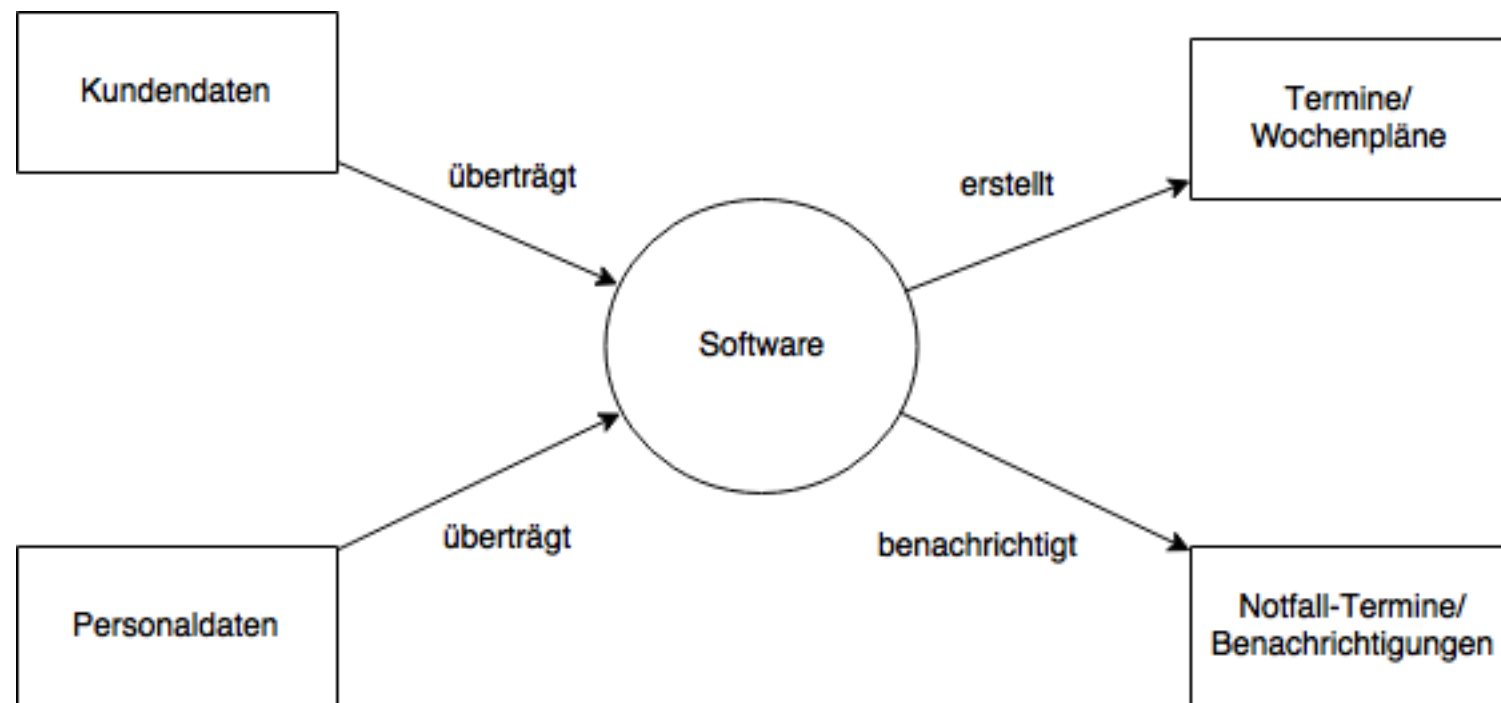 Kundendaten
Termine/
Wochenpläne
überträgt
erstellt
Software
überträgt
benachrichtigt
Personaldaten
Notfall-Termine/
Benachrichtigungen